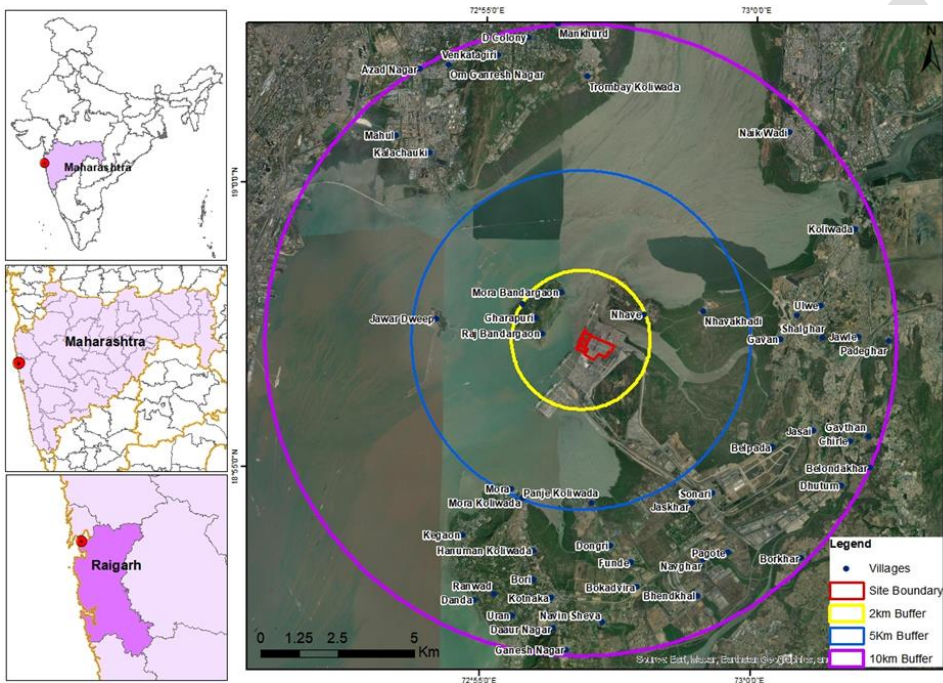 72°55'0"E
73°0'0"E
N
Maharashtra
Maharashtra
Raigarh
19°0'0"N
18°55'0"N
D Colony
Mankhurd
Venkatagiri
Azad Nagar
Om Ganresh Nagar
Trombay Koliwada
Mahul
Kalachauki
Naik Wadi
Koliwada
Mora Bandargaon
Jawar Dweep
Gharapuri
Nhave
Nhavakhadi
Ulwe
Raj Bandargaon
Shalghar
Gavan
Jawle
Padeghar
Jasai
Gavthan
Chirle
Belpada
Belondakhar
Dhutum
Mora
Panje Koliwada
Mora Koliwada
Sonari
Jaskhar
Kegaon
Hanuman Koliwada
Dongri
Funde
Pagote
Navghar
Borkhar
Bori
Ranwad
Bokadvira
Kotnaka
Danda
Bhendkhal
Uran
Navin Sheva
Daaur Nagar
Ganesh Nagar
Legend
Villages
Site Boundary
2km Buffer
5Km Buffer
10km Buffer
0 1.25 2.5 5
Km
Source: Esri, Maxar,
72°55'0"E
73°0'0"E